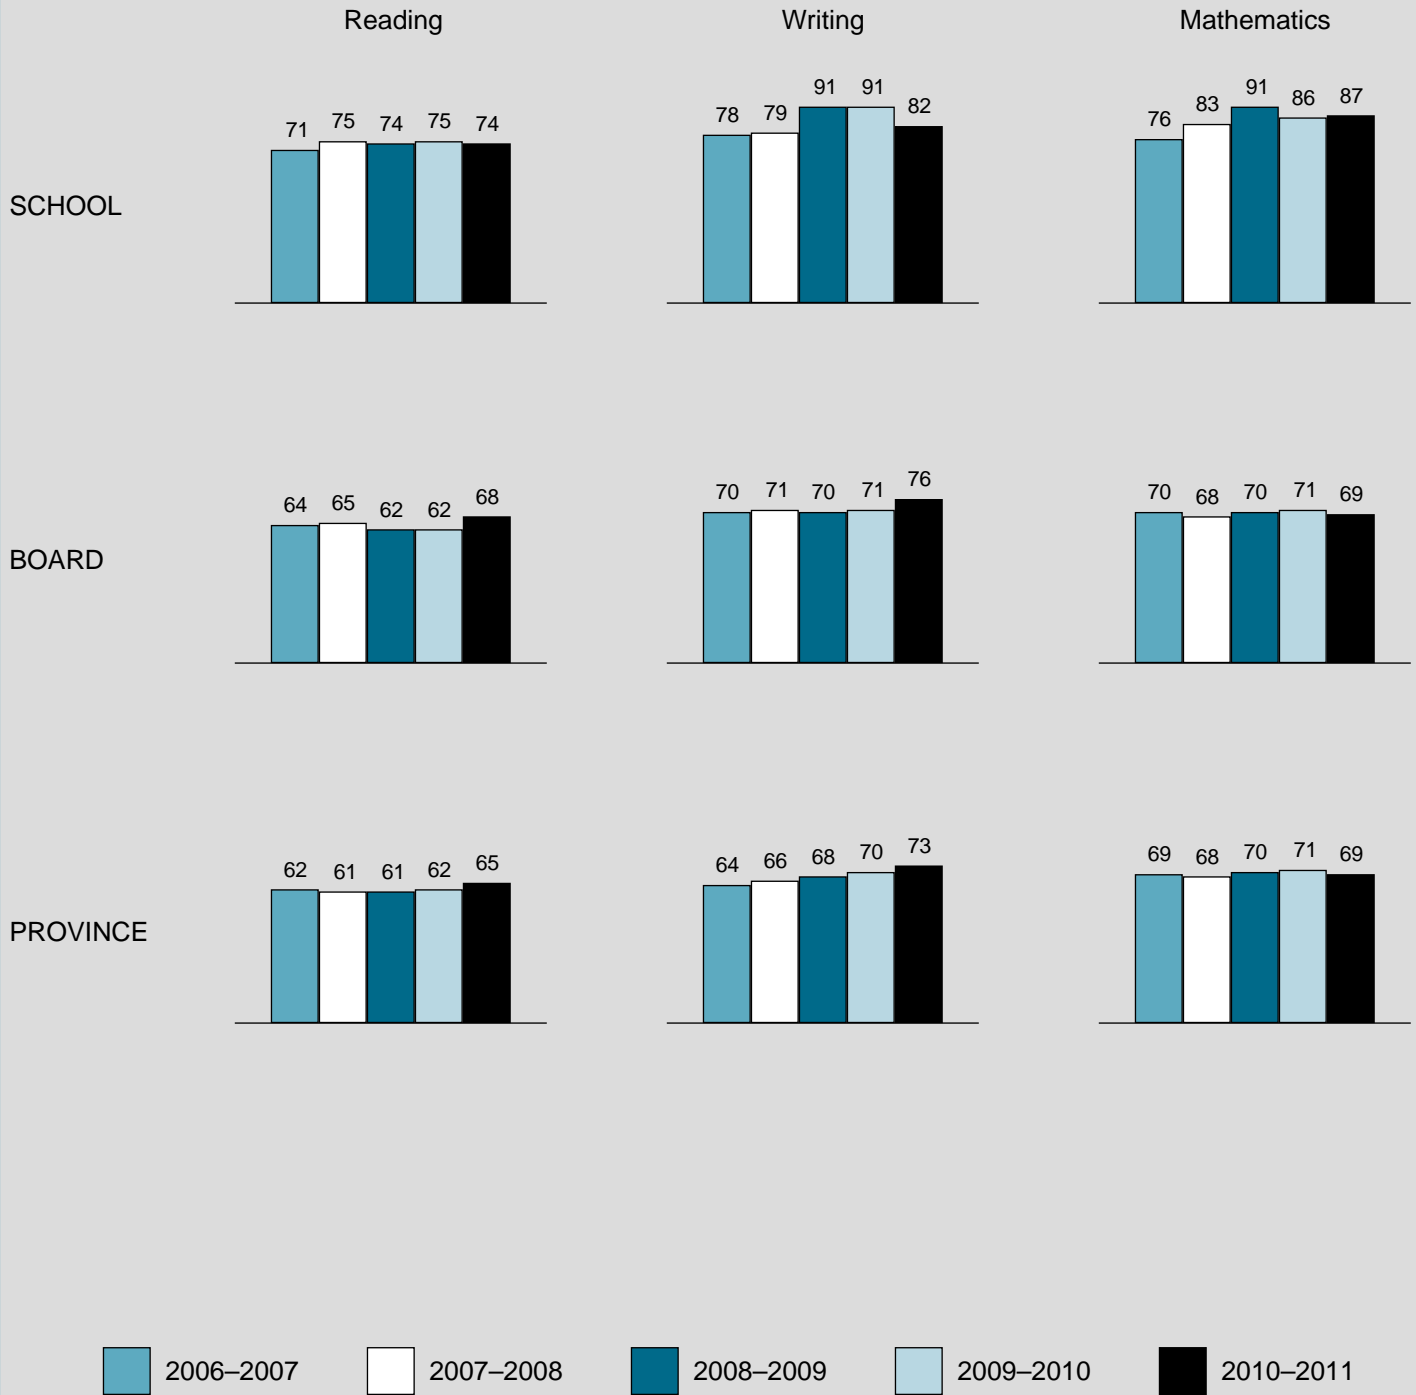 Reading Writing Mathematics
SCHOOL
71 75 74 75 74
78 79 91 91 82
76 83 91 86 87
BOARD
64 65 62 62 68
70 71 70 71 76
70 68 70 71 69
PROVINCE
62 61 61 62 65
64 66 68 70 73
69 68 70 71 69
2006–2007 2007–2008 2008–2009 2009–2010 2010–2011